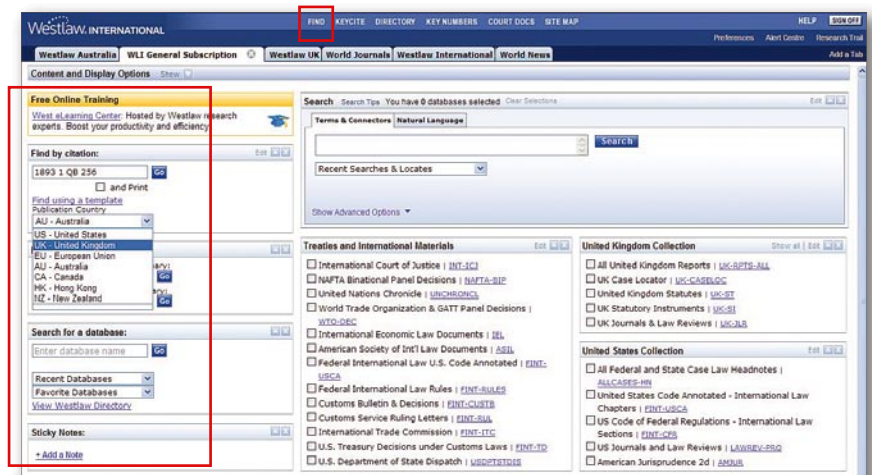 Westlaw. INTERNATIONAL
FIND KEYCITE DIRECTORY KEY NUMBERS COURT DOCS SITE MAP
HELP SIGN OFF
Preferences Alert Centre Research Trail
Westlaw Australia WLI General Subscription Westlaw UK World Journals Westlaw International World News
Add a Tab
Content and Display Options Show
Free Online Training
West eLearning Center: Hosted by Westlaw research
experts. Boost your productivity and efficiency
Find by citation: Edit
1893 1 QB 256 Go
and Print
Find using a template
Publication Country
AU - Australia
US - United States
UK - United Kingdom
EU - European Union
AU - Australia
CA - Canada
HK - Hong Kong
NZ - New Zealand
Go
Go
Search for a database:
Enter database name Go
Recent Databases
Favorite Databases
View Westlaw Directory
Sticky Notes:
+ Add a Note
Search Search Tips You have 0 databases selected Clear Selections Edit
Terms & Connectors Natural Language
Search
Recent Searches & Locates
Show Advanced Options
Treaties and International Materials Edit
International Court of Justice | INT-ICJ
NAFTA Binational Panel Decisions | NAFTA-BIP
United Nations Chronicle | UNCHRONCL
World Trade Organization & GATT Panel Decisions |
WTO-DEC
International Economic Law Documents | IEL
American Society of Int'l Law Documents | ASIL
Federal International Law U.S. Code Annotated | FINT-
USCA
Federal International Law Rules | FINT-RULES
Customs Bulletin & Decisions | FINT-CUSTB
Customs Service Ruling Letters | FINT-RUL
International Trade Commission | FINT-ITC
U.S. Treasury Decisions under Customs Laws | FINT-TD
U.S. Department of State Dispatch | USDPTSTDIS
United Kingdom Collection Show all | Edit
All United Kingdom Reports | UK-RPTS-ALL
UK Case Locator | UK-CASELOC
United Kingdom Statutes | UK-ST
UK Statutory Instruments | UK-SI
UK Journals & Law Reviews | UK-JLR
United States Collection Edit
All Federal and State Case Law Headnotes |
ALLCASES-HN
United States Code Annotated - International Law
Chapters | FINT-USCA
US Code of Federal Regulations - International Law
Sections | FINT-CFR
US Journals and Law Reviews | LAWREV-PRO
American Jurisprudence 2d | AMJUR